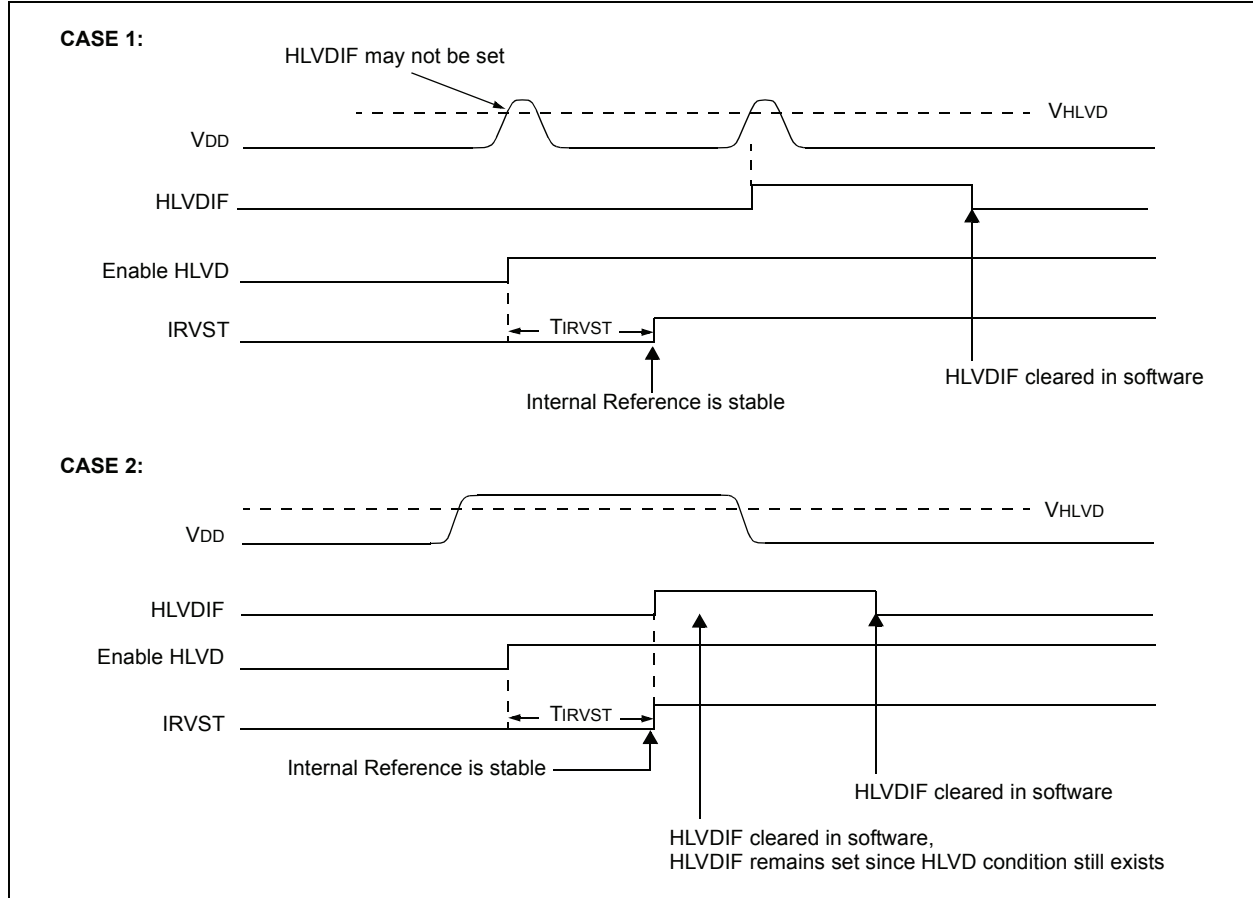 CASE 1:
HLVDIF may not be set
VHLVD
VDD
HLVDIF
Enable HLVD
IRVST
TIRVST
HLVDIF cleared in software
Internal Reference is stable
CASE 2:
VHLVD
VDD
HLVDIF
Enable HLVD
IRVST
TIRVST
Internal Reference is stable
HLVDIF cleared in software
HLVDIF cleared in software,
HLVDIF remains set since HLVD condition still exists